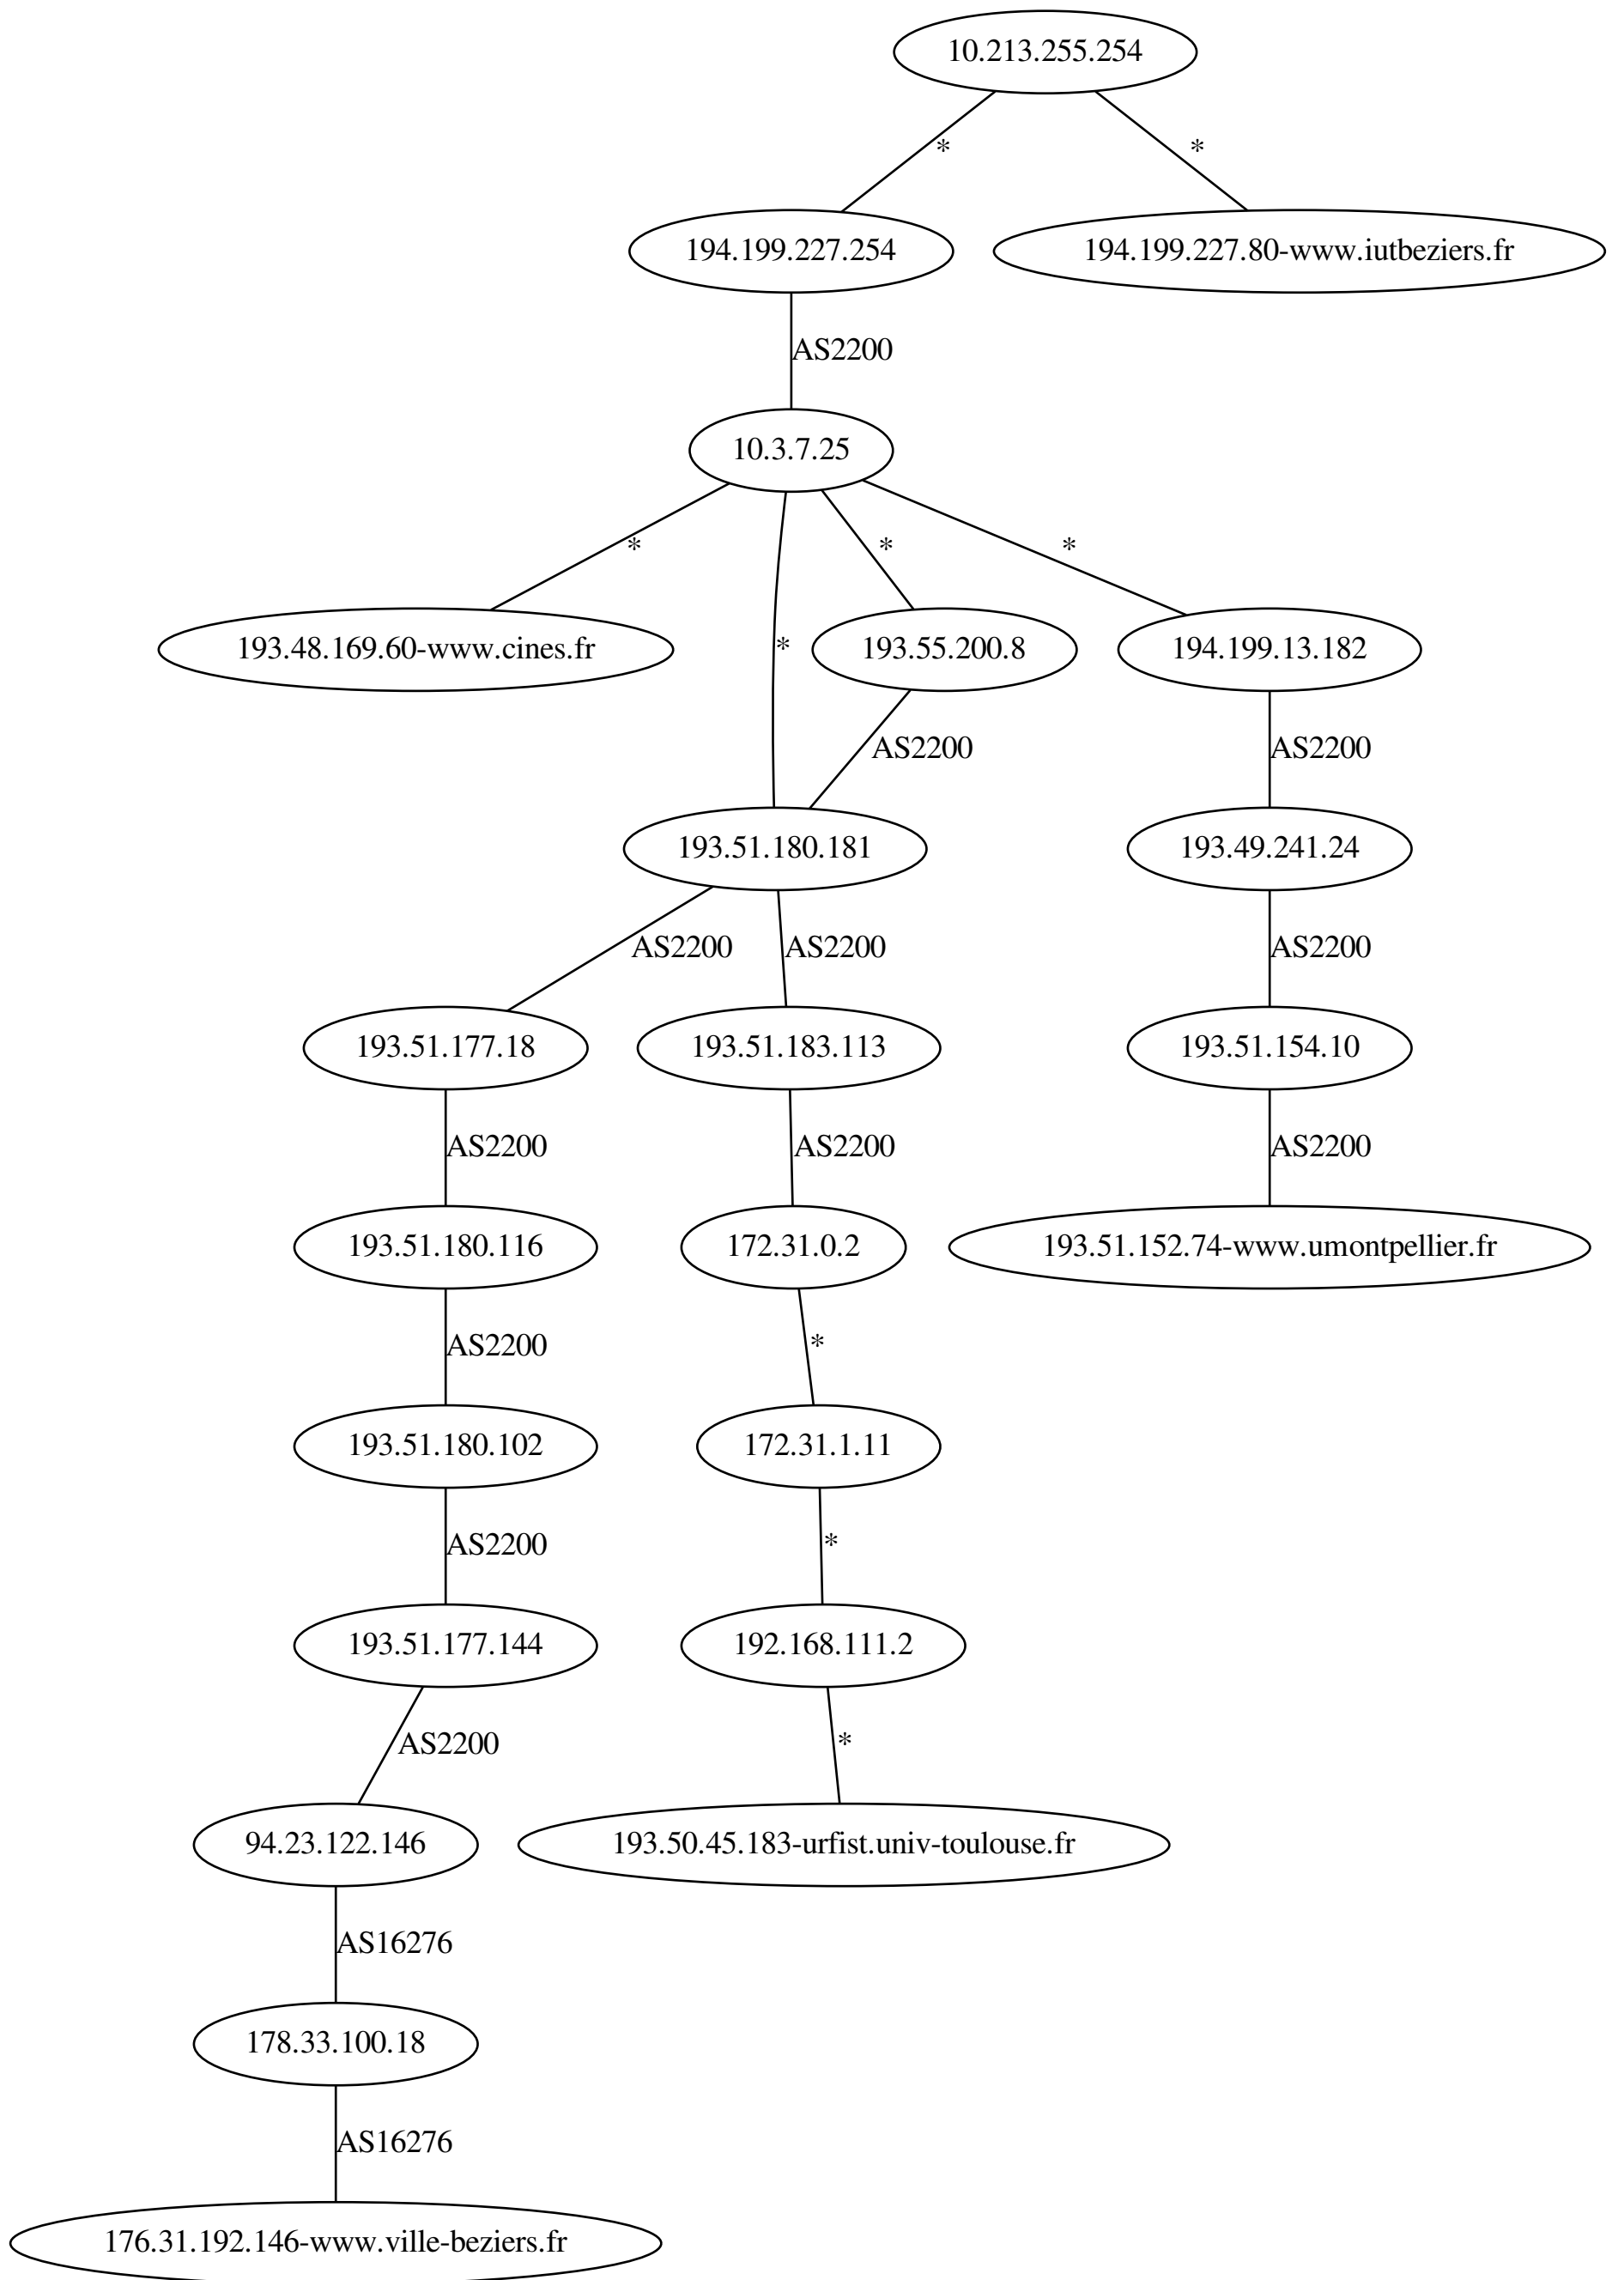 10.213.255.254
*
*
194.199.227.254
194.199.227.80-www.iutbeziers.fr
AS2200
10.3.7.25
*
*
*
*
193.48.169.60-www.cines.fr
193.55.200.8
194.199.13.182
AS2200
AS2200
193.51.180.181
193.49.241.24
AS2200
AS2200
AS2200
193.51.177.18
193.51.183.113
193.51.154.10
AS2200
AS2200
AS2200
193.51.180.116
172.31.0.2
193.51.152.74-www.umontpellier.fr
AS2200
*
193.51.180.102
172.31.1.11
AS2200
*
193.51.177.144
192.168.111.2
AS2200
*
94.23.122.146
193.50.45.183-urfist.univ-toulouse.fr
AS16276
178.33.100.18
AS16276
176.31.192.146-www.ville-beziers.fr